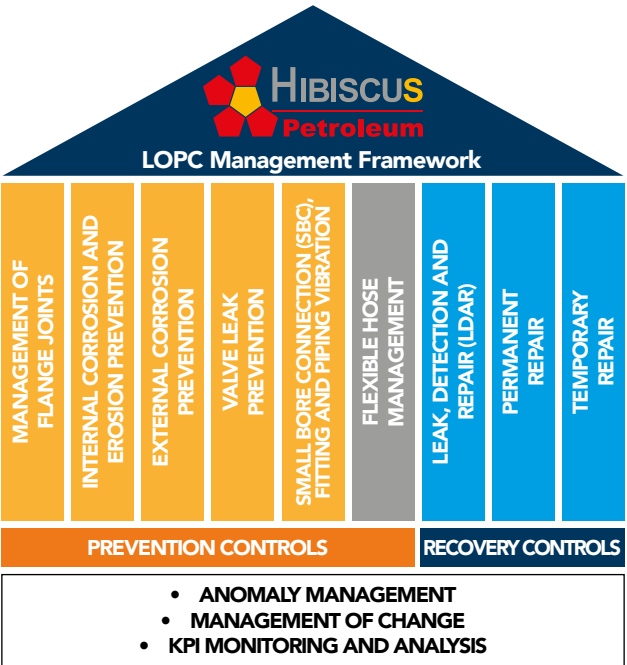 HIBISCUS
Petroleum
LOPC Management Framework
MANAGEMENT OF
FLANGE JOINTS
INTERNAL CORROSION AND
EROSION PREVENTION
EXTERNAL CORROSION
PREVENTION
VALVE LEAK
PREVENTION
SMALL BORE CONNECTION (SBC),
FITTING AND PIPING VIBRATION
FLEXIBLE HOSE
MANAGEMENT
LEAK, DETECTION AND
REPAIR (LDAR)
PERMANENT
REPAIR
TEMPORARY
REPAIR
PREVENTION CONTROLS
RECOVERY CONTROLS
• ANOMALY MANAGEMENT
• MANAGEMENT OF CHANGE
• KPI MONITORING AND ANALYSIS